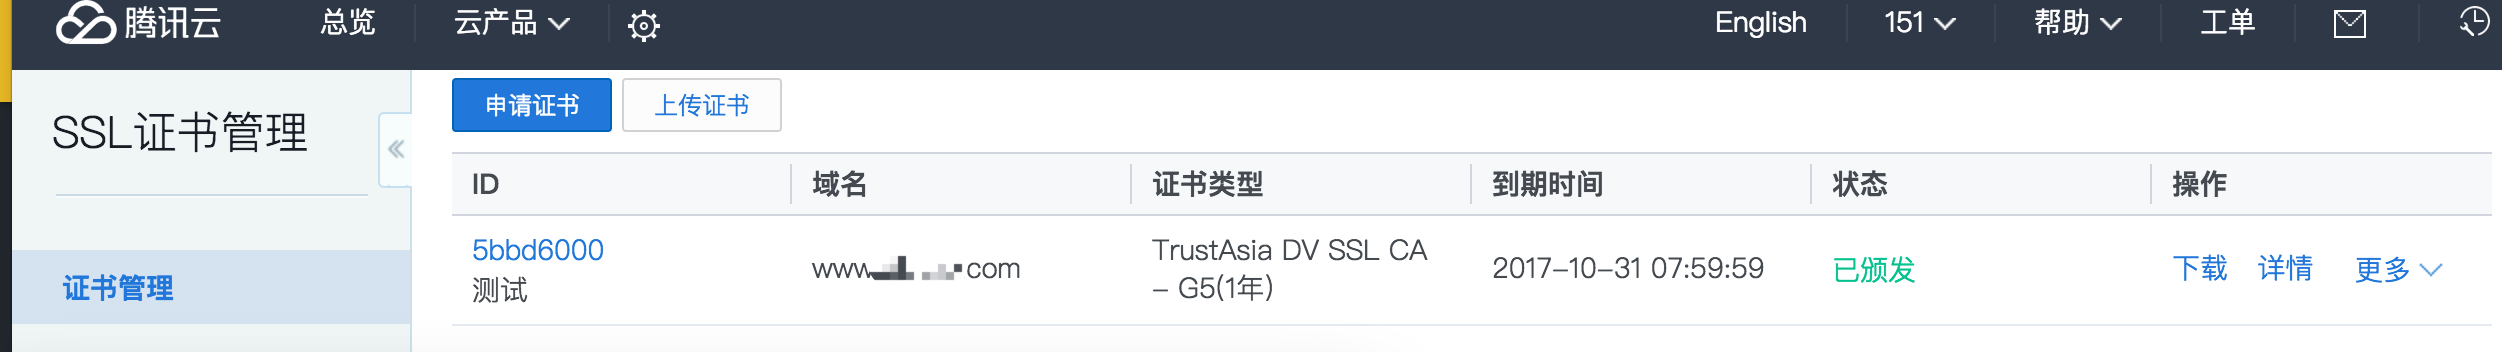 腾讯云 总览 云产品 English 151 帮助 工单
SSL证书管理
证书管理
申请证书 上传证书
ID 域名 证书类型 到期时间 状态 操作
5bbd6000
测试
www. com
TrustAsia DV SSL CA
- G5(1年)
2017-10-31 07:59:59
已颁发
下载 详情 更多